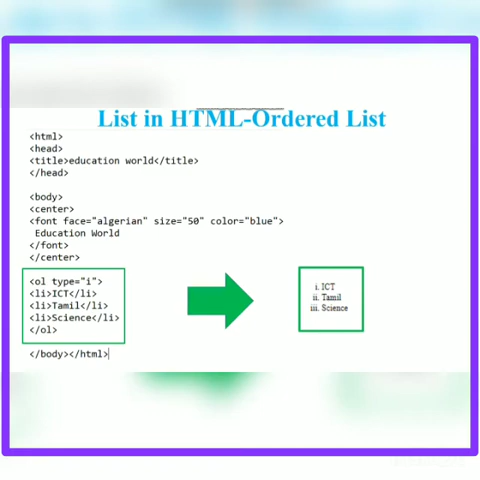 List in HTML-Ordered List
<html>
<head>
<title>education world</title>
</head>
<body>
<center>
<font face="algerian" size="50" color="blue">
Education World
</font>
</center>
<ol type="i">
<li>ICT</li>
<li>Tamil</li>
<li>Science</li>
</ol>
</body></html>
i. ICT
ii. Tamil
iii. Science